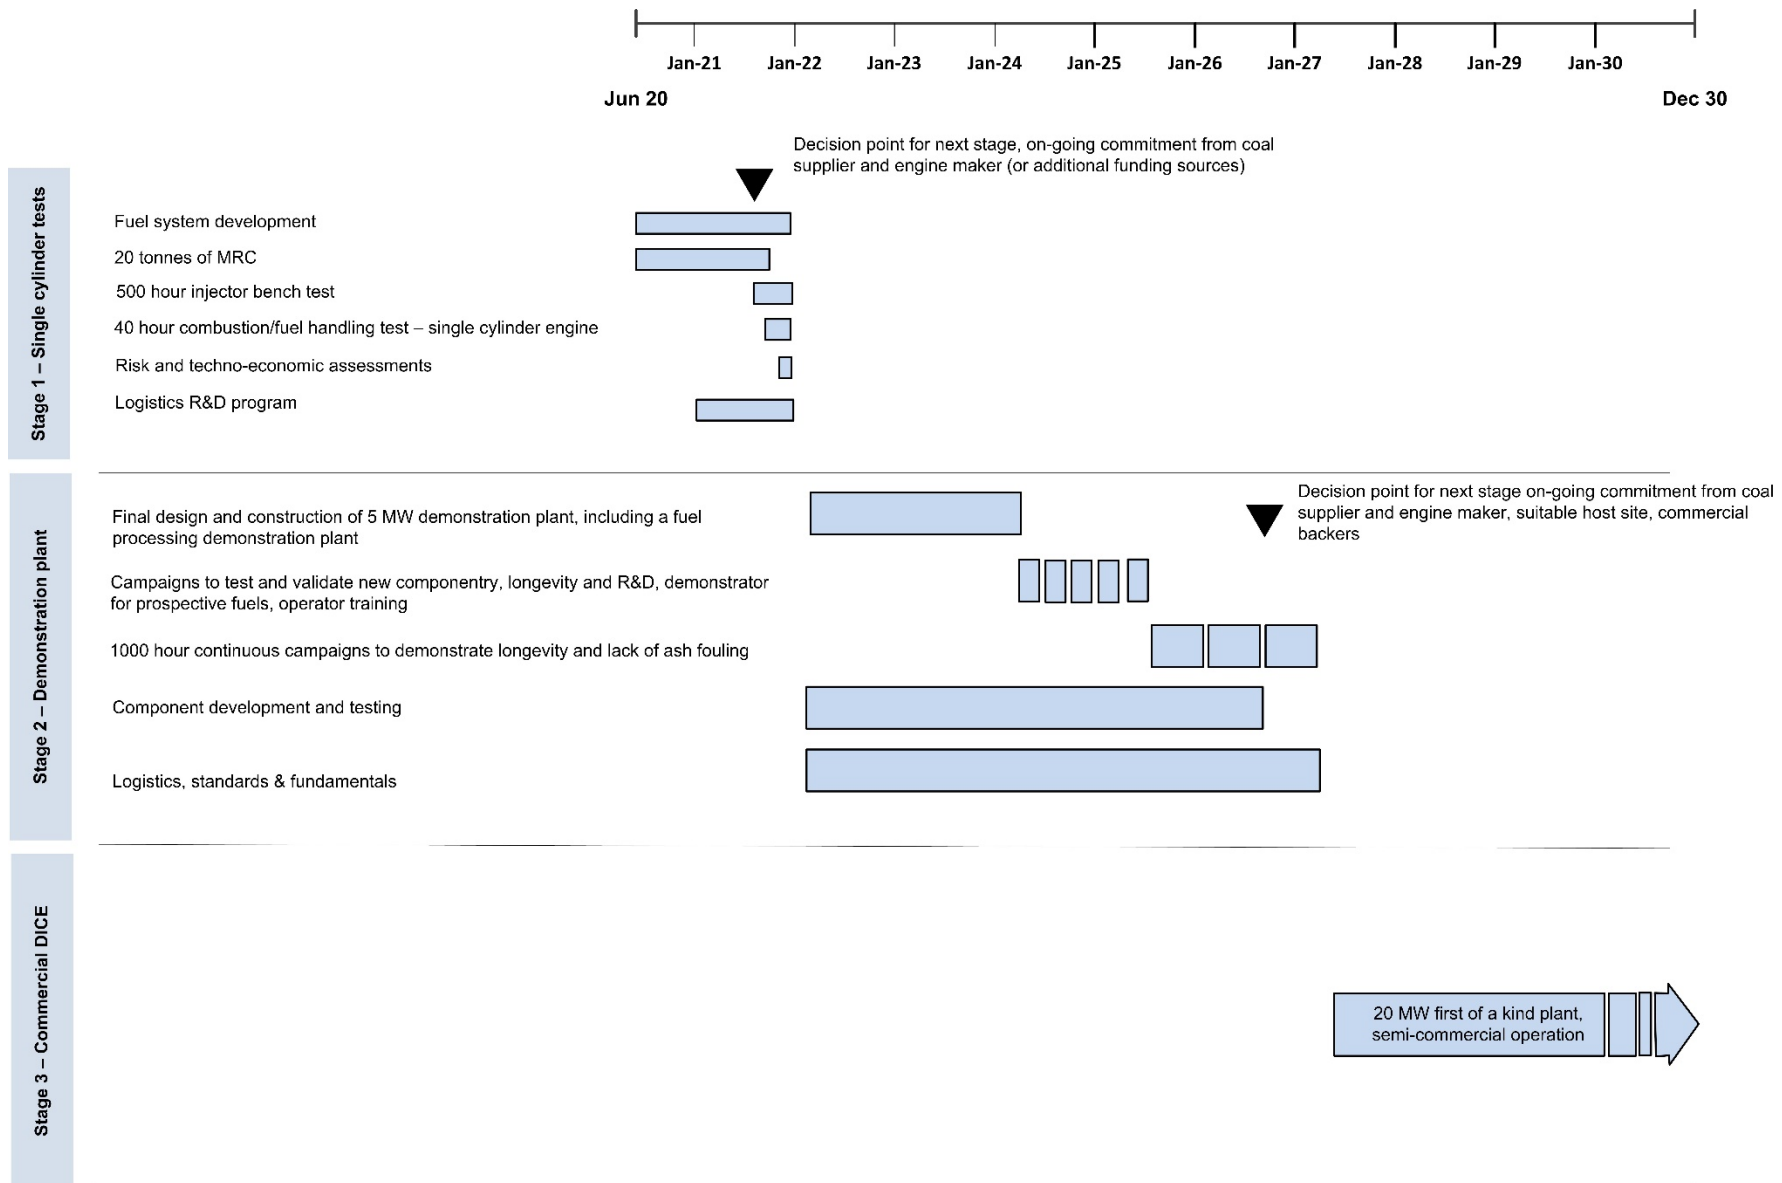 Jan-21 Jan-22 Jan-23 Jan-24 Jan-25 Jan-26 Jan-27 Jan-28 Jan-29 Jan-30
Jun 20
Dec 30
Decision point for next stage, on-going commitment from coal
supplier and engine maker (or additional funding sources)
Stage 1 – Single cylinder tests
Fuel system development
20 tonnes of MRC
500 hour injector bench test
40 hour combustion/fuel handling test – single cylinder engine
Risk and techno-economic assessments
Logistics R&D program
Stage 2 – Demonstration plant
Decision point for next stage on-going commitment from coal
supplier and engine maker, suitable host site, commercial
backers
Final design and construction of 5 MW demonstration plant, including a fuel
processing demonstration plant
Campaigns to test and validate new componentry, longevity and R&D, demonstrator
for prospective fuels, operator training
1000 hour continuous campaigns to demonstrate longevity and lack of ash fouling
Component development and testing
Logistics, standards & fundamentals
Stage 3 – Commercial DICE
20 MW first of a kind plant,
semi-commercial operation